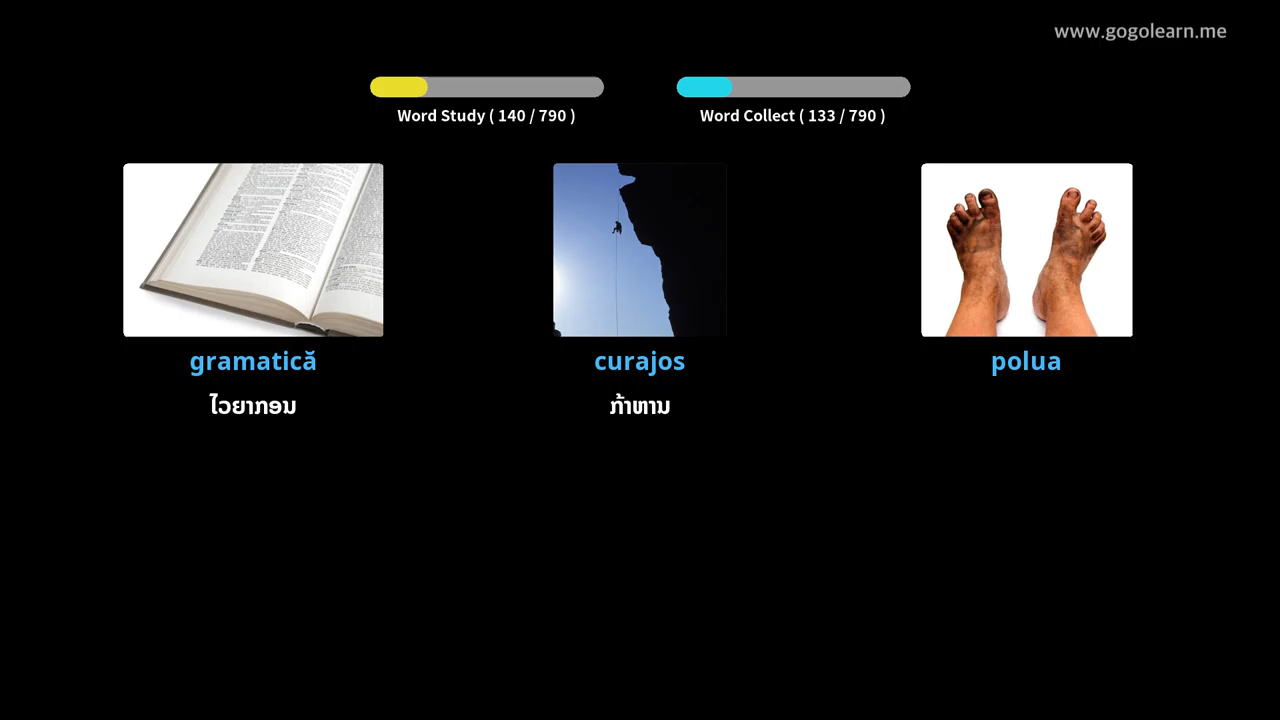 www.gogolearn.me
Word Study ( 140 / 790 )
Word Collect ( 133 / 790 )
gramatică
curajos
polua
ໄວຍາກອນ
ກ້າຫານ